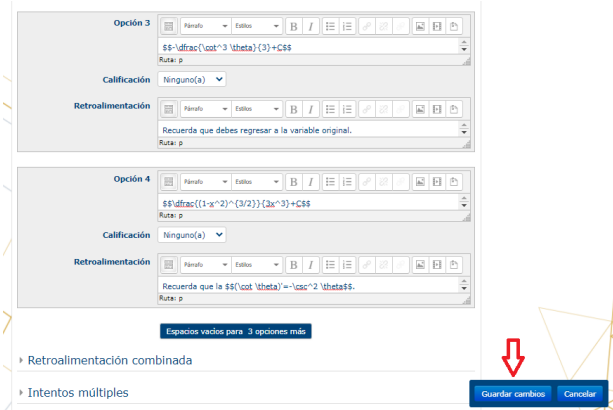 Opción 3
Párrafo Estilos B I
$$-\dfrac{\cot^3 \theta}{3}+C$$
Ruta: p
Calificación Ninguno(a)
Retroalimentación
Párrafo Estilos B I
Recuerda que debes regresar a la variable original.
Ruta: p
Opción 4
Párrafo Estilos B I
$$\dfrac{(1-x^2)^{3/2}}{3x^3}+C$$
Ruta: p
Calificación Ninguno(a)
Retroalimentación
Párrafo Estilos B I
Recuerda que la $$(\cot \theta)'=-\csc^2 \theta$$.
Ruta: p
Espacios vacíos para 3 opciones más
Retroalimentación combinada
Intentos múltiples
Guardar cambios Cancelar